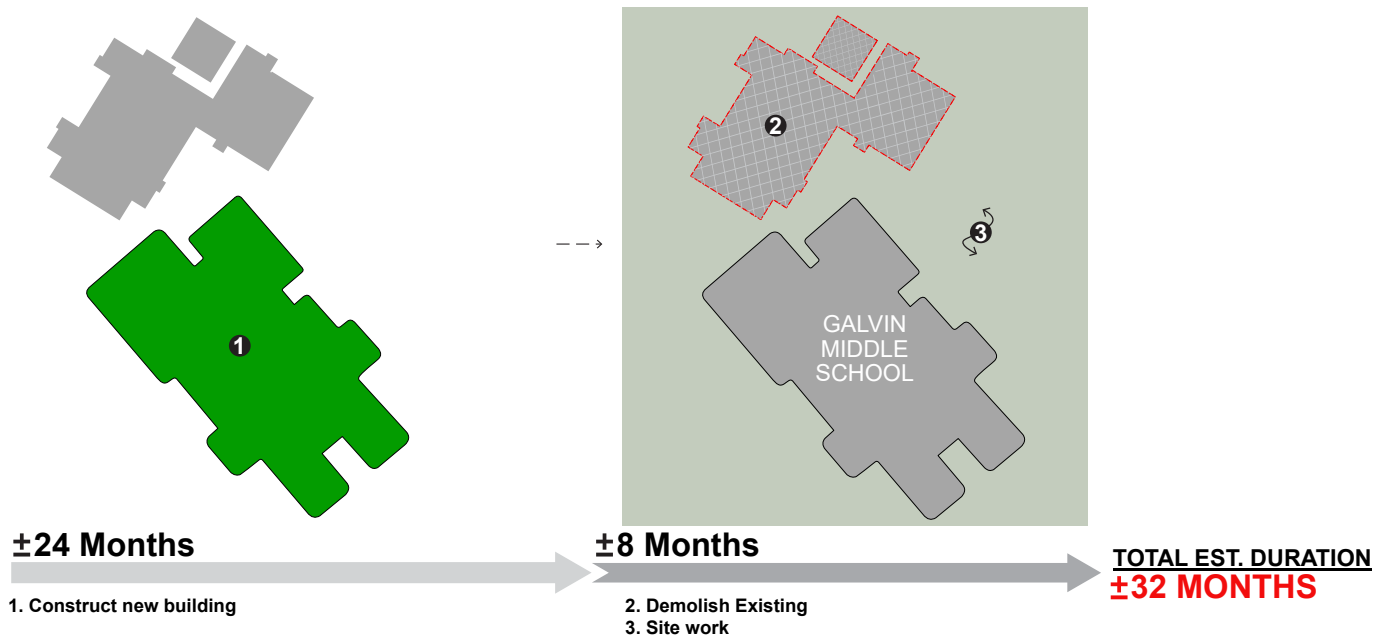 2
3
1
GALVIN
MIDDLE
SCHOOL
±24 Months
±8 Months
TOTAL EST. DURATION
±32 MONTHS
1. Construct new building
2. Demolish Existing
3. Site work